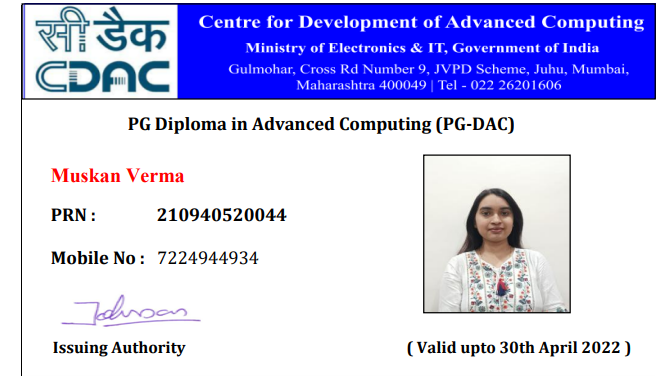 सी डैक
CDAC
Centre for Development of Advanced Computing
Ministry of Electronics & IT, Government of India
Gulmohar, Cross Rd Number 9, JVPD Scheme, Juhu, Mumbai,
Maharashtra 400049 | Tel - 022 26201606
PG Diploma in Advanced Computing (PG-DAC)
Muskan Verma
PRN : 210940520044
Mobile No : 7224944934
Issuing Authority
( Valid upto 30th April 2022 )